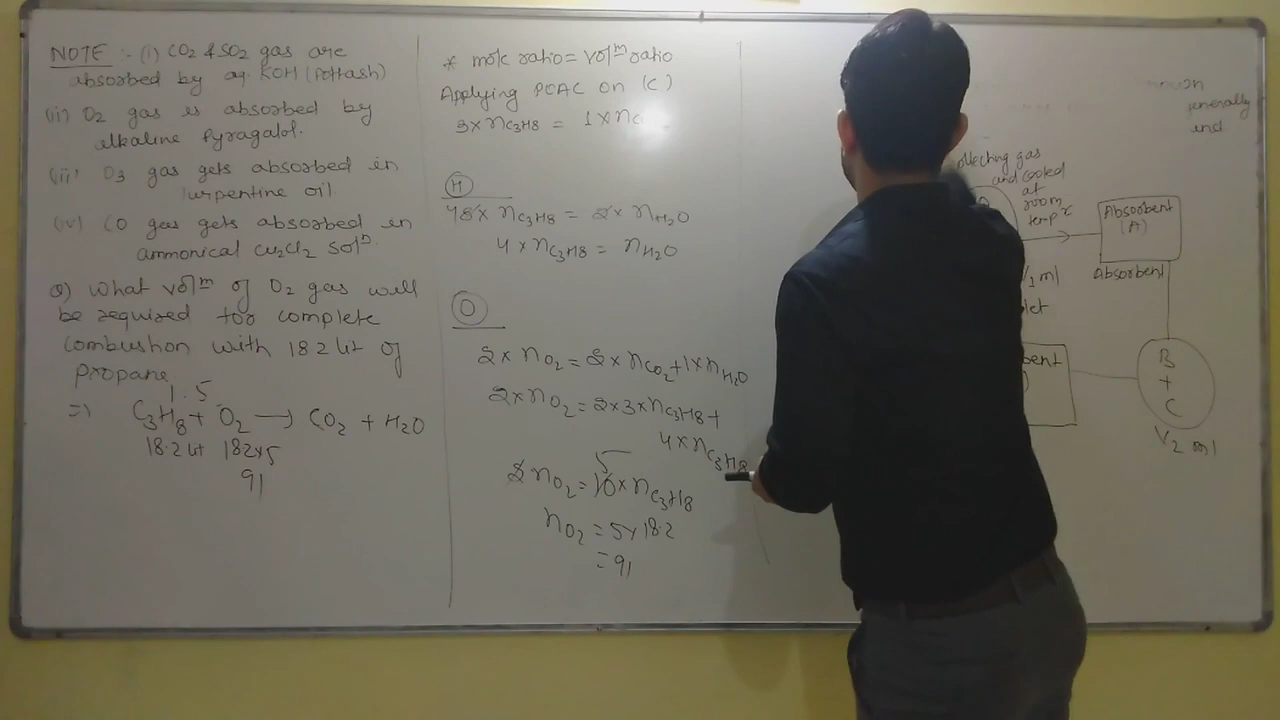 NOTE :- (i) CO2 & SO2 gas are
absorbed by aq. KOH (Pottash)
(ii) O2 gas is absorbed by
alkaline Pyragalol.
(iii) O3 gas gets absorbed in
Turpentine oil
(iv) CO gas gets absorbed in
ammonical Cu2Cl2 solⁿ.
Q) What volᵐ of O2 gas will
be required for complete
combustion with 18.2 lit of
propane
1 . 5
=) C3H8 + O2 → CO2 + H2O
18.2 lit 18.2x5
91
* mole ratio = volᵐ ratio
Applying POAC on (C)
3 x nC3H8 = 1 x nC
(H)
48 x nC3H8 = 2 x nH2O
4 x nC3H8 = nH2O
(O)
2 x nO2 = 2 x nCO2 + 1 x nH2O
2 x nO2 = 2 x 3 x nC3H8 +
4 x nC3H8
5
2 nO2 = 10 x nC3H8
nO2 = 5 x 18.2
= 91
generally
end
collecting gas
and cooled
at
room
temp
Absorbent
(A)
Absorbent
ml
B
+
C
V2 ml